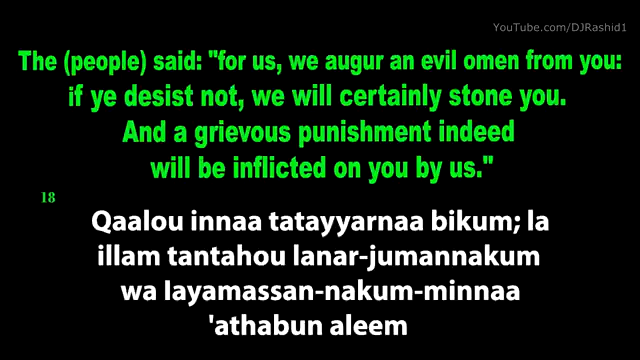 YouTube.com/DJRashid1
The (people) said: "for us, we augur an evil omen from you:
if ye desist not, we will certainly stone you.
And a grievous punishment indeed
will be inflicted on you by us."
18
Qaalou innaa tatayyarnaa bikum; la
illam tantahou lanar-jumannakum
wa layamassan-nakum-minnaa
'athabun aleem